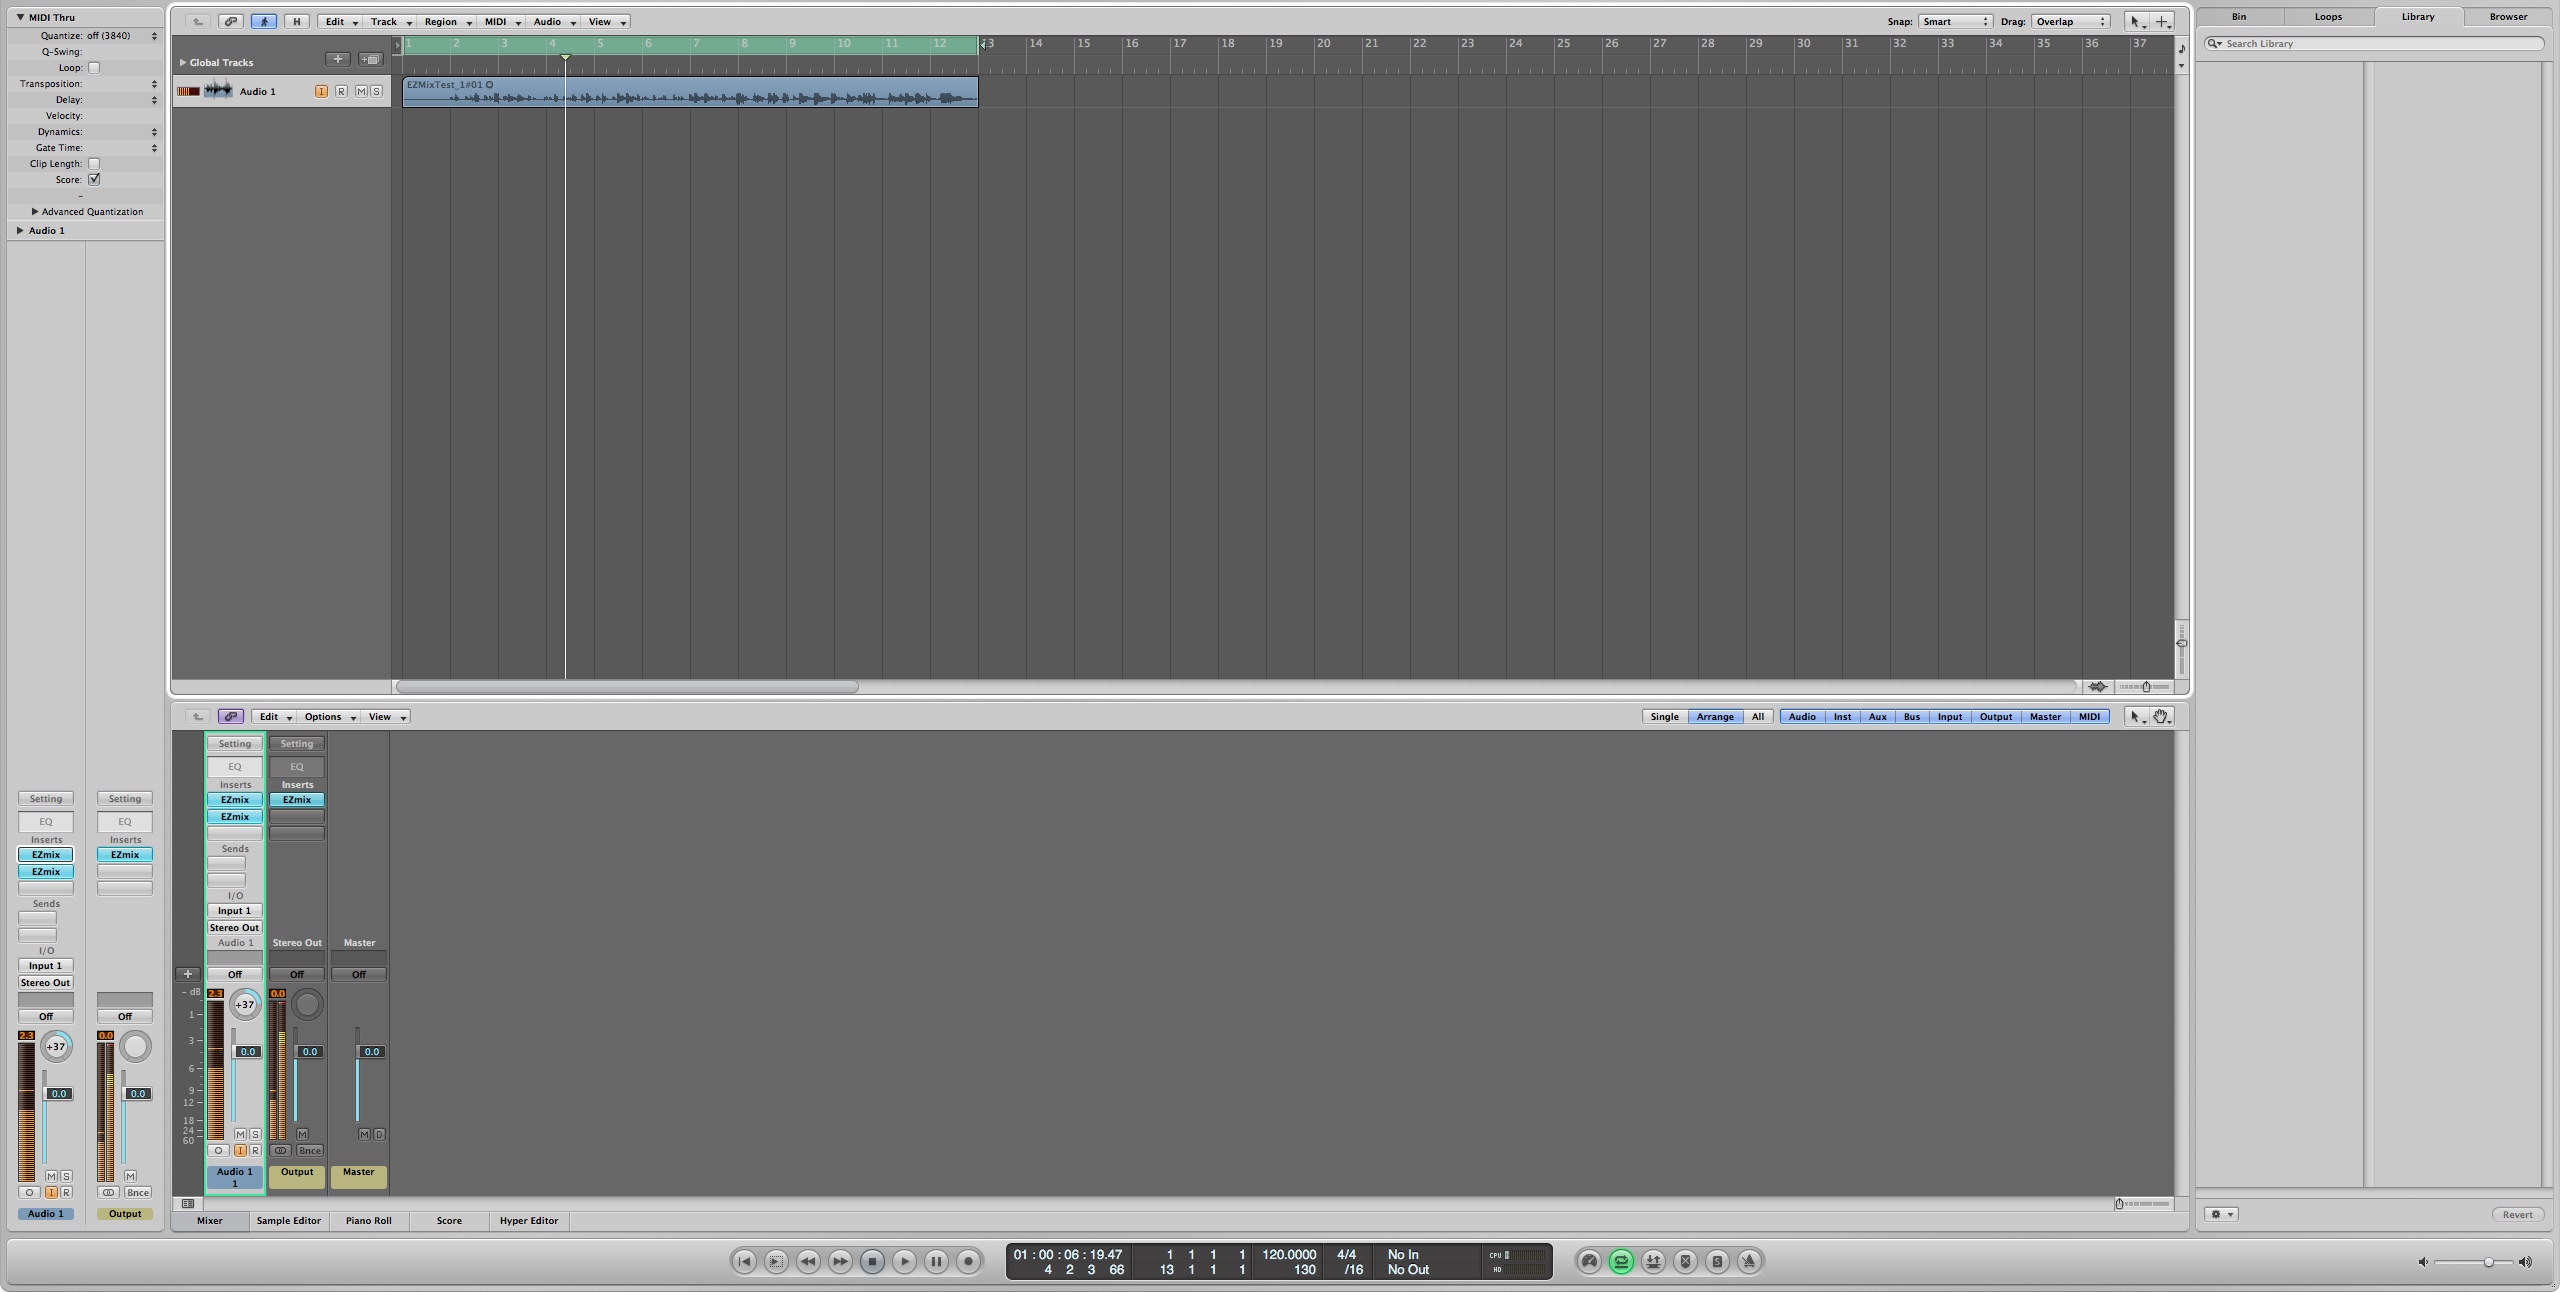 MIDI Thru
Quantize: off (3840)
Q-Swing:
Loop:
Transposition:
Delay:
Velocity:
Dynamics:
Gate Time:
Clip Length:
Score:
–
Advanced Quantization
Audio 1
Setting Setting
EQ EQ
Inserts Inserts
EZmix EZmix
EZmix
Sends
I/O
Input 1
Stereo Out
Off Off
2.3 +37 0.0
0.0 0.0
M S M
O I R Bnce
Audio 1 Output
H Edit Track Region MIDI Audio View
Snap: Smart Drag: Overlap
1 2 3 4 5 6 7 8 9 10 11 12 13 14 15 16 17 18 19 20 21 22 23 24 25 26 27 28 29 30 31 32 33 34 35 36 37
Global Tracks
Audio 1 I R M S
EZMixTest_1#01
Edit Options View
Single Arrange All Audio Inst Aux Bus Input Output Master MIDI
Setting Setting
EQ EQ
Inserts Inserts
EZmix EZmix
EZmix
Sends
I/O
Input 1
Stereo Out
Audio 1 Stereo Out Master
Off Off Off
– dB 2.3 +37 0.0
1
3
0.0 0.0 0.0
6
9
12
18
24
60
M S M M D
O I R Bnce
Audio 1 Output Master
1
Mixer Sample Editor Piano Roll Score Hyper Editor
01 : 00 : 06 : 19.47 1 1 1 1 120.0000 4/4 No In CPU
4 2 3 66 13 1 1 1 130 /16 No Out HD
S
Bin Loops Library Browser
Search Library
Revert